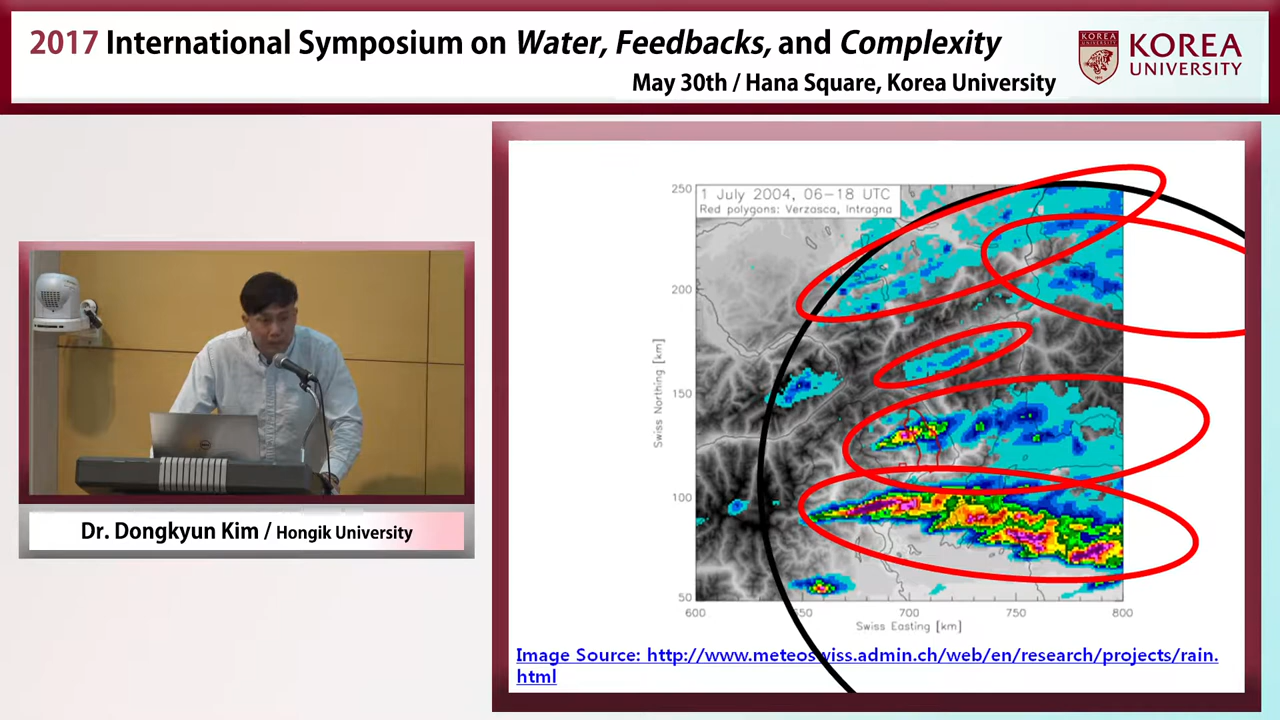 2017 International Symposium on Water, Feedbacks, and Complexity
May 30th / Hana Square, Korea University
KOREA
UNIVERSITY
1 July 2004, 06-18 UTC
Red polygons: Verzasca, Intragna
250
200
150
100
50
Swiss Northing [km]
600
650
700
750
800
Swiss Easting [km]
Image Source: http://www.meteoswiss.admin.ch/web/en/research/projects/rain.
html
Dr. Dongkyun Kim / Hongik University